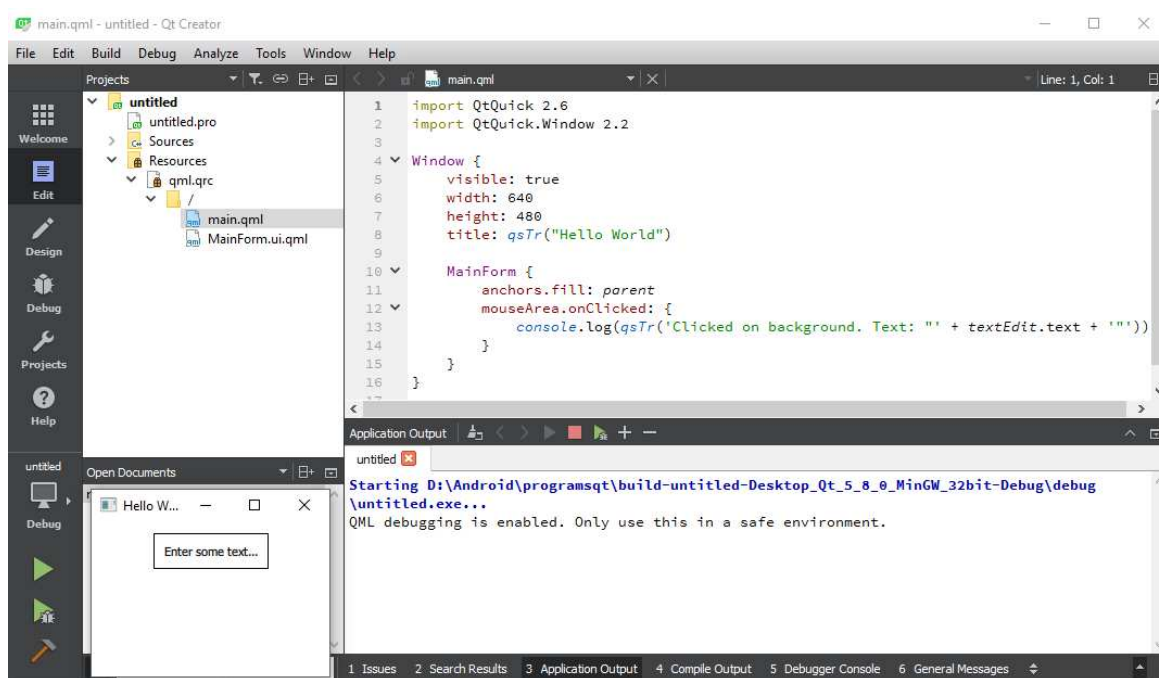 main.qml - untitled - Qt Creator
File Edit Build Debug Analyze Tools Window Help
Projects
main.qml
Line: 1, Col: 1
Welcome
Edit
Design
Debug
Projects
Help
untitled
Debug
untitled
untitled.pro
Sources
Resources
qml.qrc
/
main.qml
MainForm.ui.qml
1 import QtQuick 2.6
2 import QtQuick.Window 2.2
3
4 Window {
5 visible: true
6 width: 640
7 height: 480
8 title: qsTr("Hello World")
9
10 MainForm {
11 anchors.fill: parent
12 mouseArea.onClicked: {
13 console.log(qsTr('Clicked on background. Text: "' + textEdit.text + '"'))
14 }
15 }
16 }
17
Application Output
untitled
Starting D:\Android\programsqt\build-untitled-Desktop_Qt_5_8_0_MinGW_32bit-Debug\debug
\untitled.exe...
QML debugging is enabled. Only use this in a safe environment.
Open Documents
Hello W...
Enter some text...
1 Issues 2 Search Results 3 Application Output 4 Compile Output 5 Debugger Console 6 General Messages